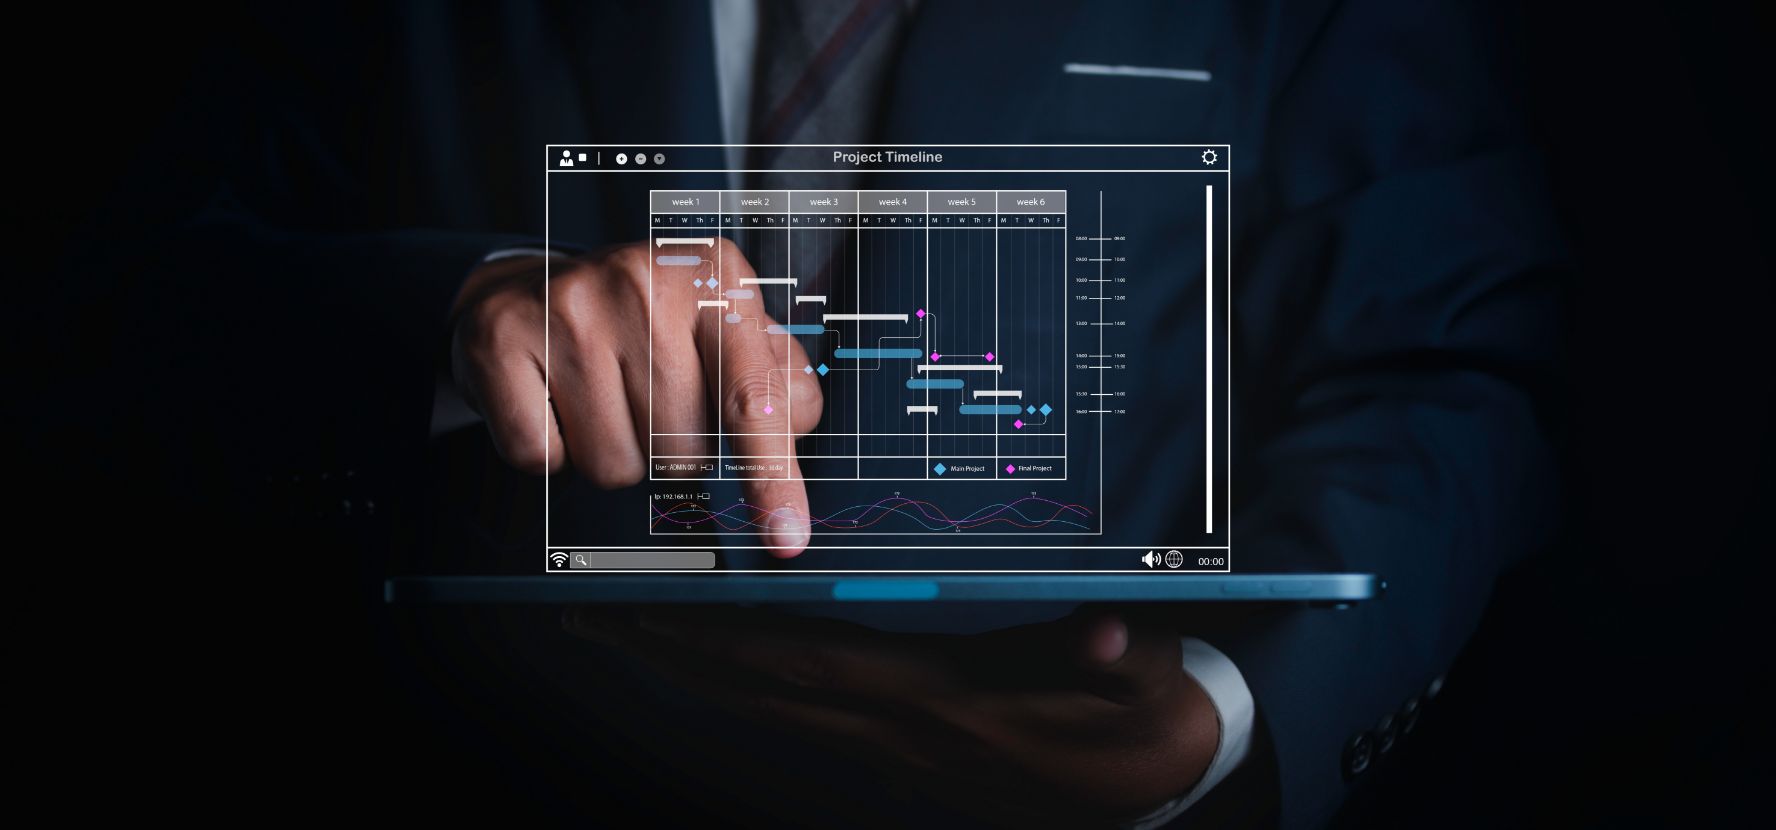 Project Timeline
week 1 week 2 week 3 week 4 week 5 week 6
M T W Th F M T W Th F M T W Th F M T W Th F M T W Th F M T W Th F
08:00 09:00
09:00 10:00
10:00 11:00
11:00 12:00
13:00 14:00
14:00 15:00
15:00 15:30
15:30 16:00
16:00 17:00
User : ADMIN 001 TimeLine total Use : 30 day Main Project Final Project
Ip: 192.168.1.1
00:00